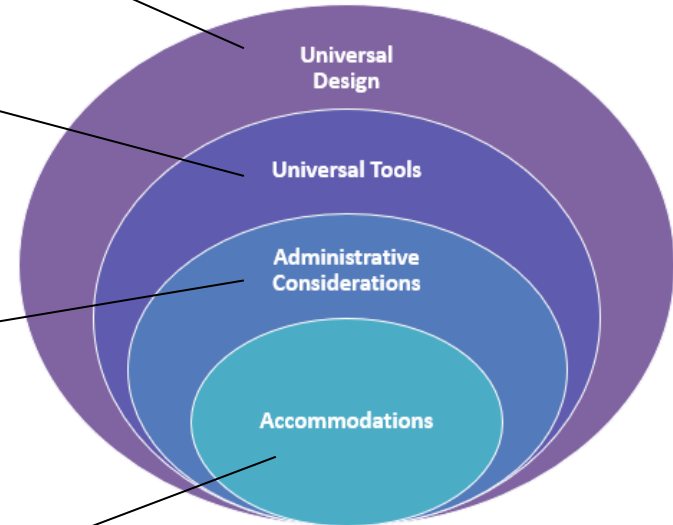 Universal
Design
Universal Tools
Administrative
Considerations
Accommodations